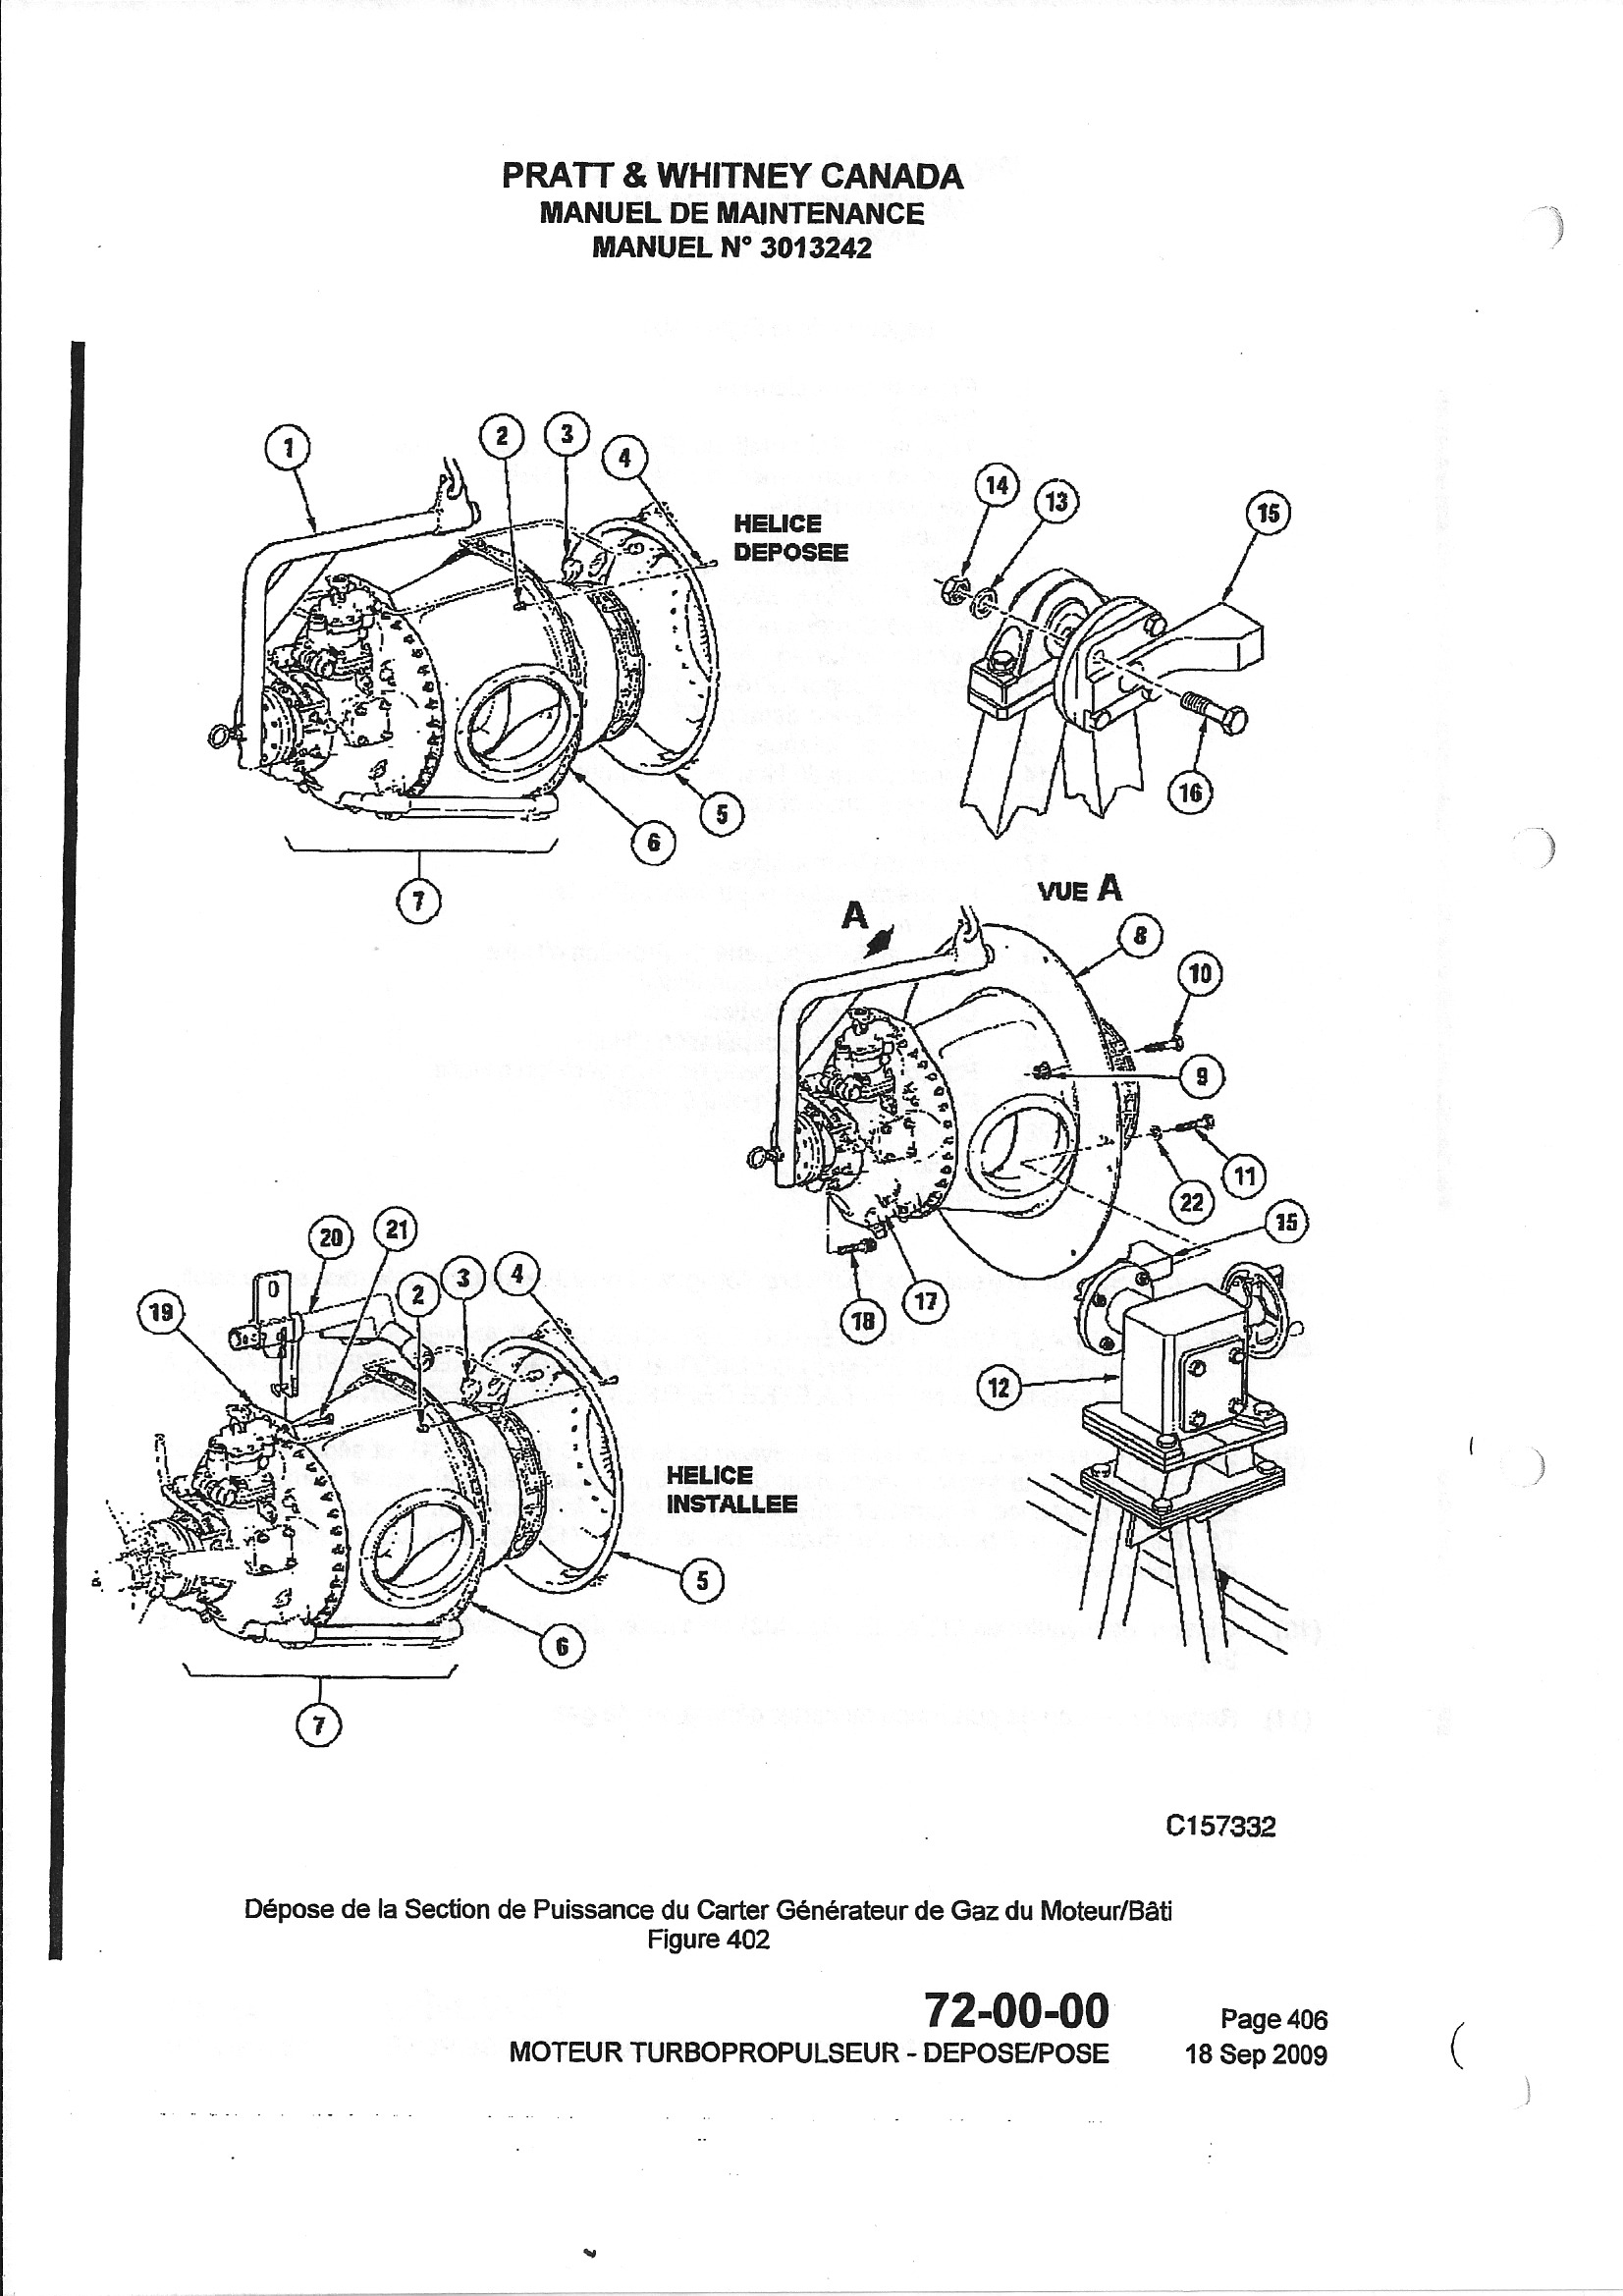 PRATT & WHITNEY CANADA
MANUEL DE MAINTENANCE
MANUEL N° 3013242
1
2
3
4
HELICE
DEPOSEE
5
6
7
14
13
15
16
VUE A
A
8
10
9
11
22
15
18
17
12
20
21
19
2
3
4
HELICE
INSTALLEE
5
6
7
C157332
Dépose de la Section de Puissance du Carter Générateur de Gaz du Moteur/Bâti
Figure 402
72-00-00
Page 406
MOTEUR TURBOPROPULSEUR - DEPOSE/POSE
18 Sep 2009